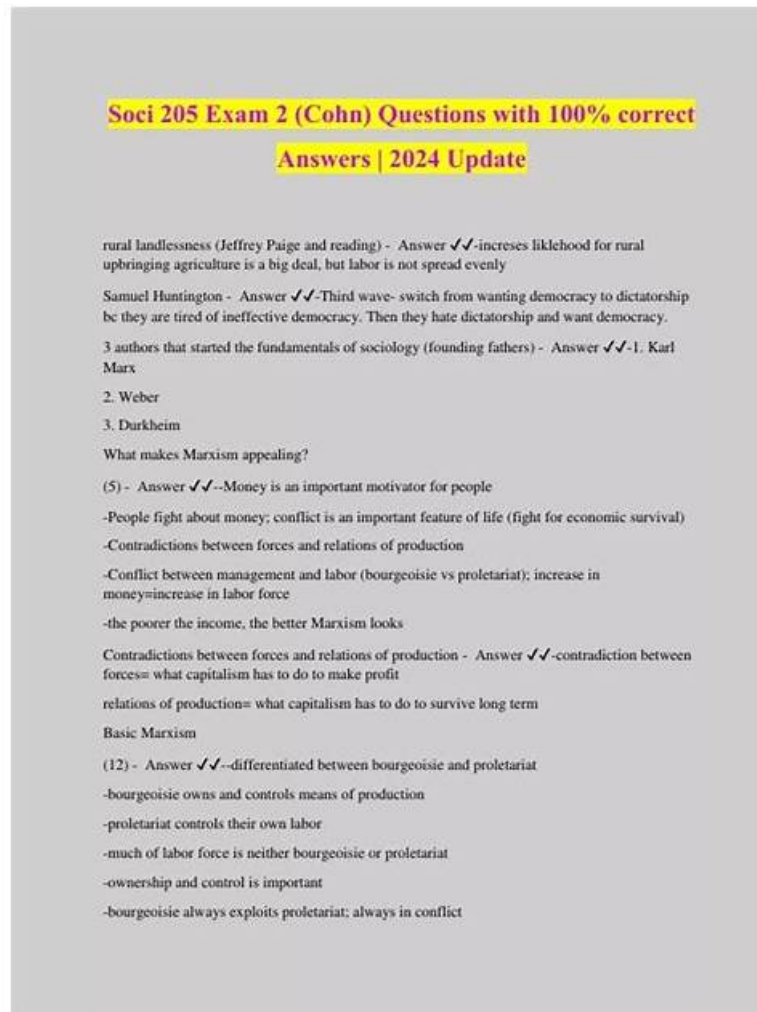 Soci 205 Exam 2 (Cohn) Questions with 100% correct
Answers | 2024 Update
rural landlessness (Jeffrey Paige and reading) - Answer ✓✓-increses liklehood for rural
upbringing agriculture is a big deal, but labor is not spread evenly
Samuel Huntington - Answer ✓✓-Third wave- switch from wanting democracy to dictatorship
bc they are tired of ineffective democracy. Then they hate dictatorship and want democracy.
3 authors that started the fundamentals of sociology (founding fathers) - Answer ✓✓-1. Karl
Marx
2. Weber
3. Durkheim
What makes Marxism appealing?
(5) - Answer ✓✓--Money is an important motivator for people
-People fight about money; conflict is an important feature of life (fight for economic survival)
-Contradictions between forces and relations of production
-Conflict between management and labor (bourgeoisie vs proletariat); increase in
money=increase in labor force
-the poorer the income, the better Marxism looks
Contradictions between forces and relations of production - Answer ✓✓-contradiction between
forces= what capitalism has to do to make profit
relations of production= what capitalism has to do to survive long term
Basic Marxism
(12) - Answer ✓✓--differentiated between bourgeoisie and proletariat
-bourgeoisie owns and controls means of production
-proletariat controls their own labor
-much of labor force is neither bourgeoisie or proletariat
-ownership and control is important
-bourgeoisie always exploits proletariat; always in conflict